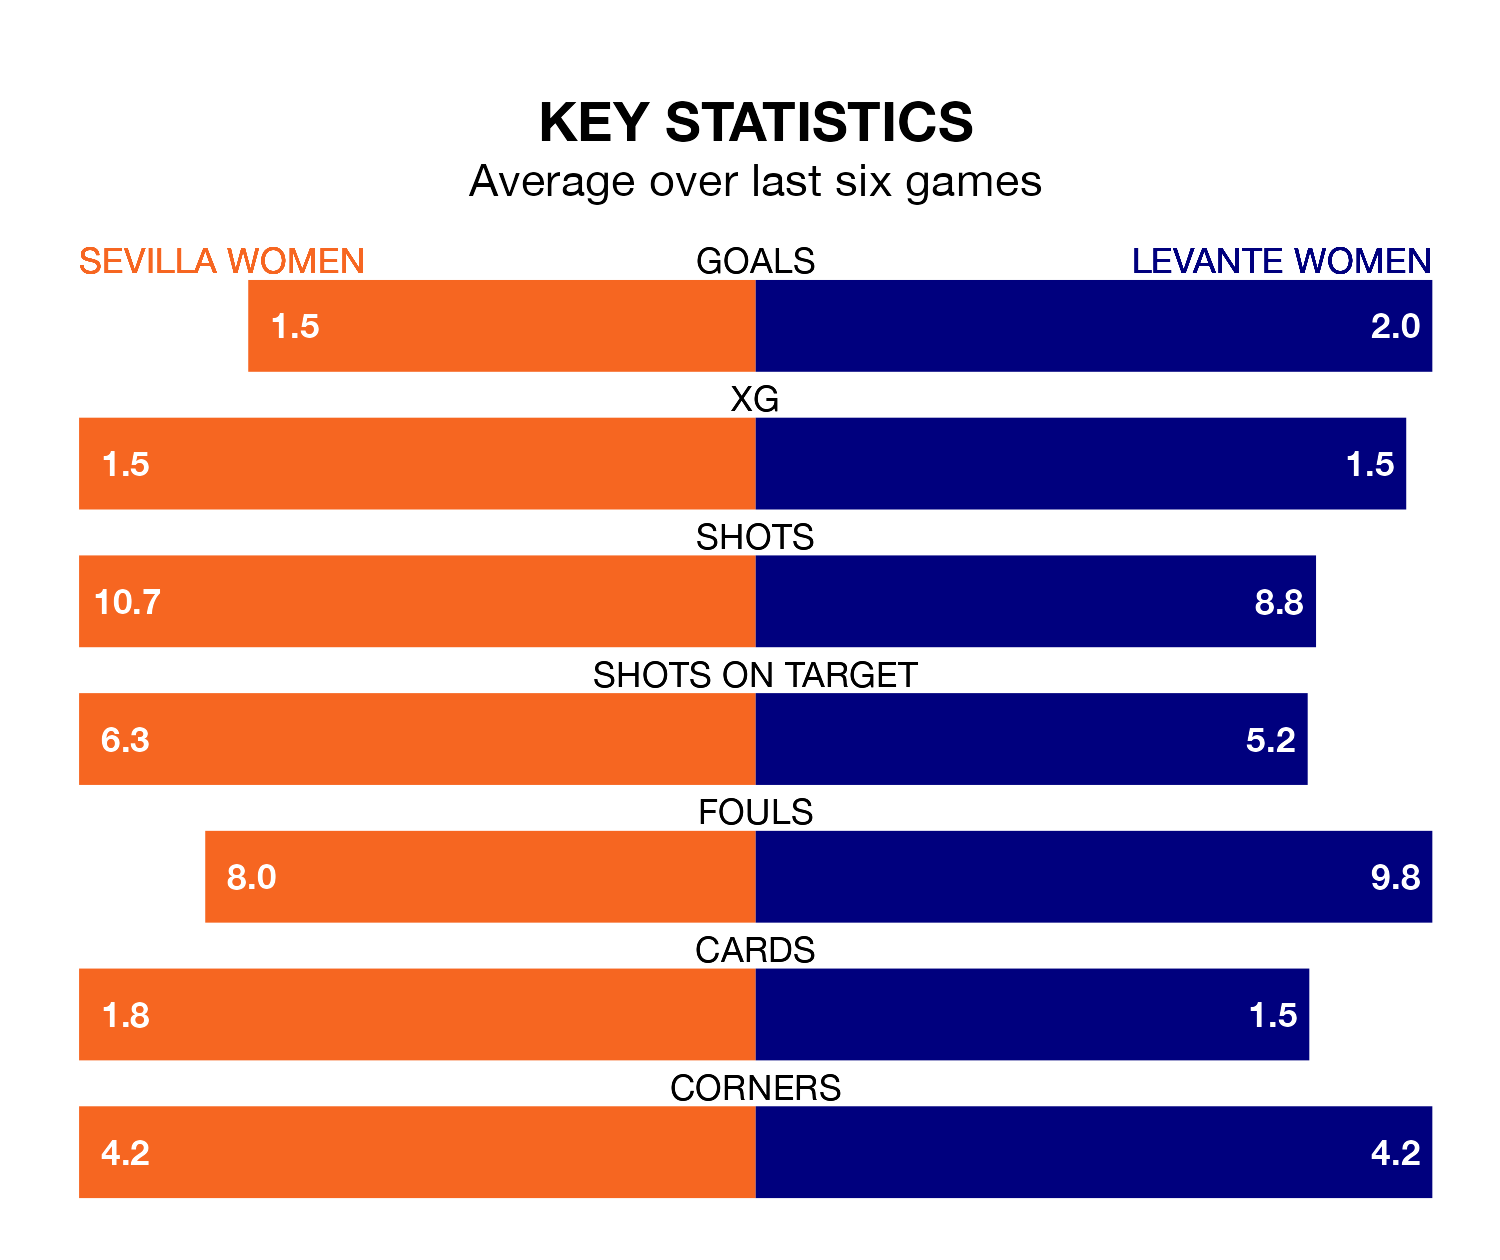 KEY STATISTICS
Average over last six games
SEVILLA WOMEN GOALS LEVANTE WOMEN
1.5 2.0
XG
1.5 1.5
SHOTS
10.7 8.8
SHOTS ON TARGET
6.3 5.2
FOULS
8.0 9.8
CARDS
1.8 1.5
CORNERS
4.2 4.2